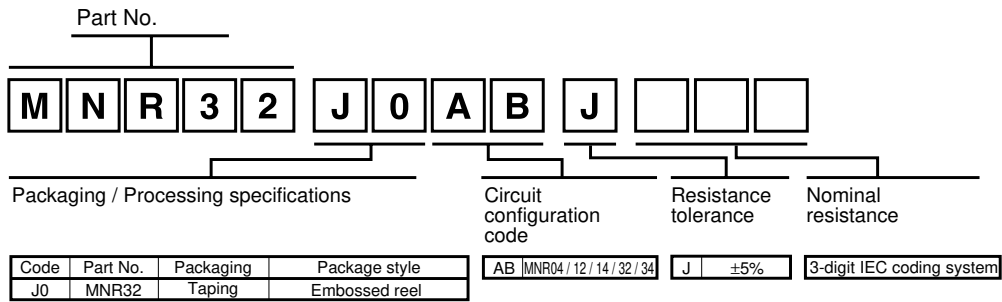 Part No.
M N R 3 2 J 0 A B J
Packaging / Processing specifications
Circuit
configuration
code
Resistance
tolerance
Nominal
resistance
Code Part No. Packaging Package style
J0 MNR32 Taping Embossed reel
AB MNR04 / 12 / 14 / 32 / 34
J ±5%
3-digit IEC coding system